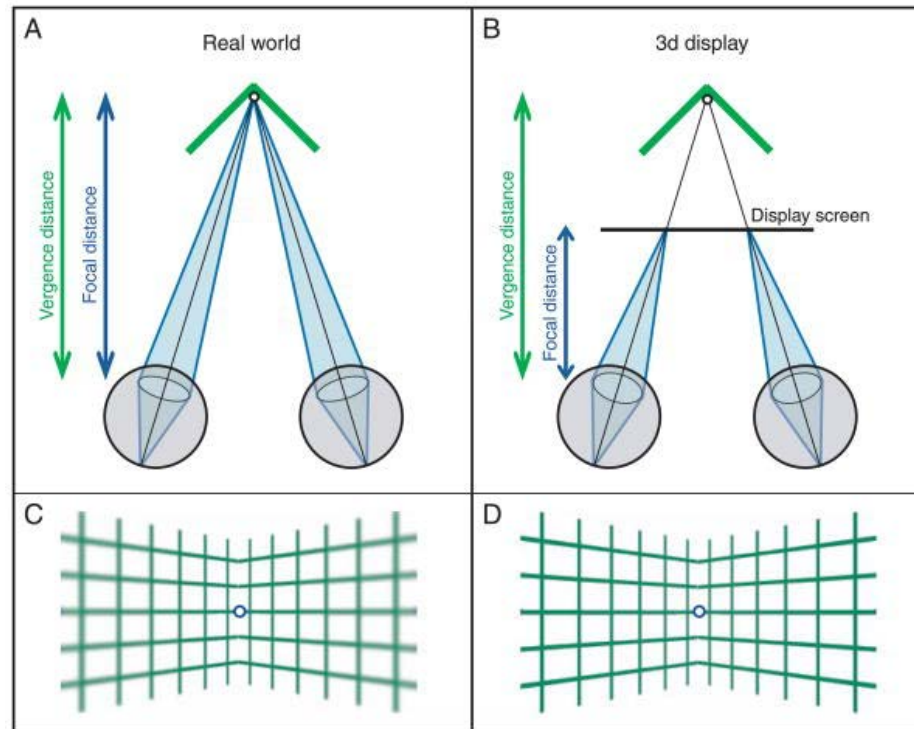 A
Real world
Vergence distance
Focal distance
B
3d display
Vergence distance
Focal distance
Display screen
C
D